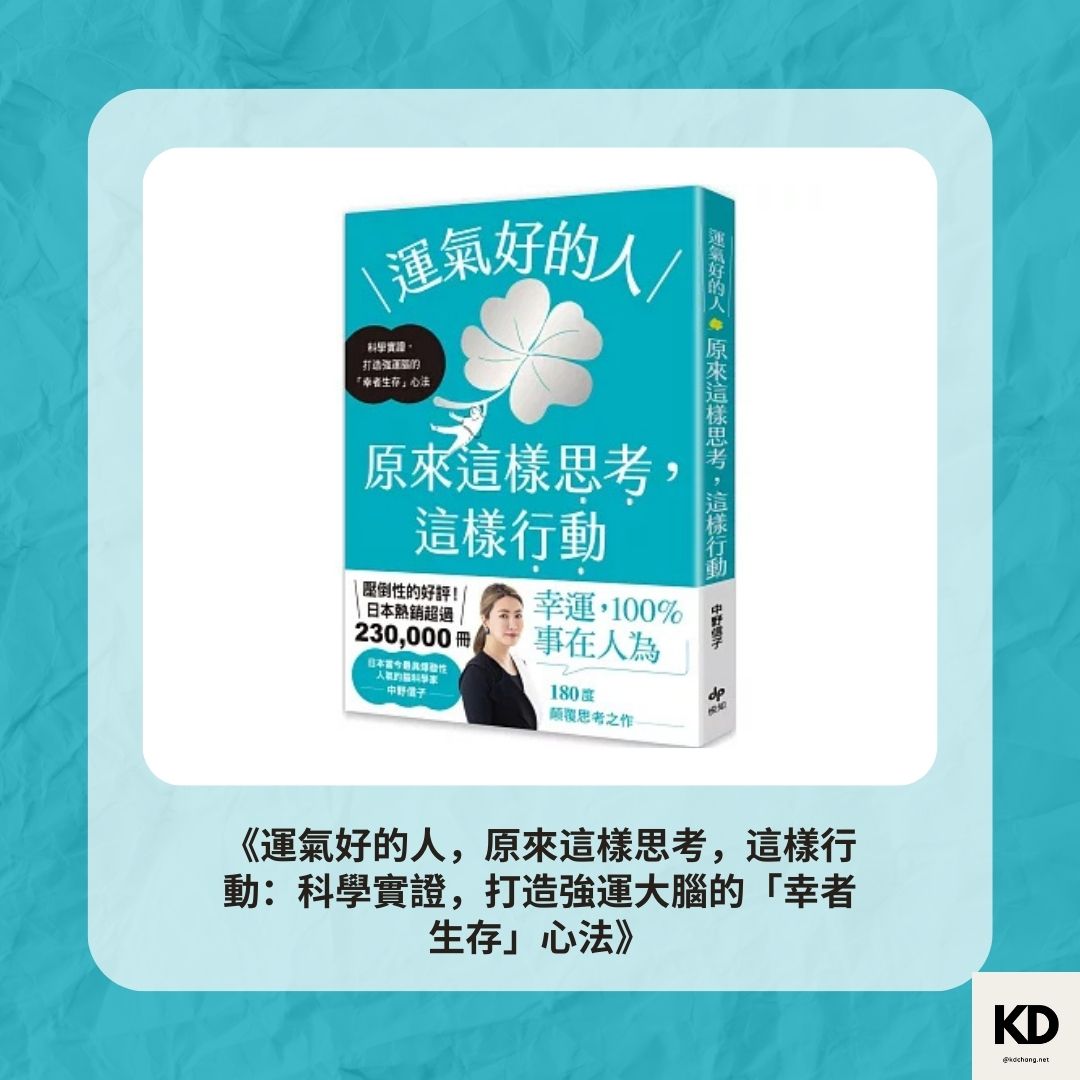 運氣好的人
科學實證，
打造強運腦的
「幸者生存」心法
原來這樣思考，
這樣行動
壓倒性的好評！
日本熱銷超過
230,000 冊
日本當今最具爆發性
人氣的腦科學家
中野信子
幸運，100%
事在人為
180度
顛覆思考之作
運氣好的人
原來這樣思考，這樣行動
中野信子
dp
悅知
《運氣好的人，原來這樣思考，這樣行
動：科學實證，打造強運大腦的「幸者
生存」心法》
KD
@kdchang.net